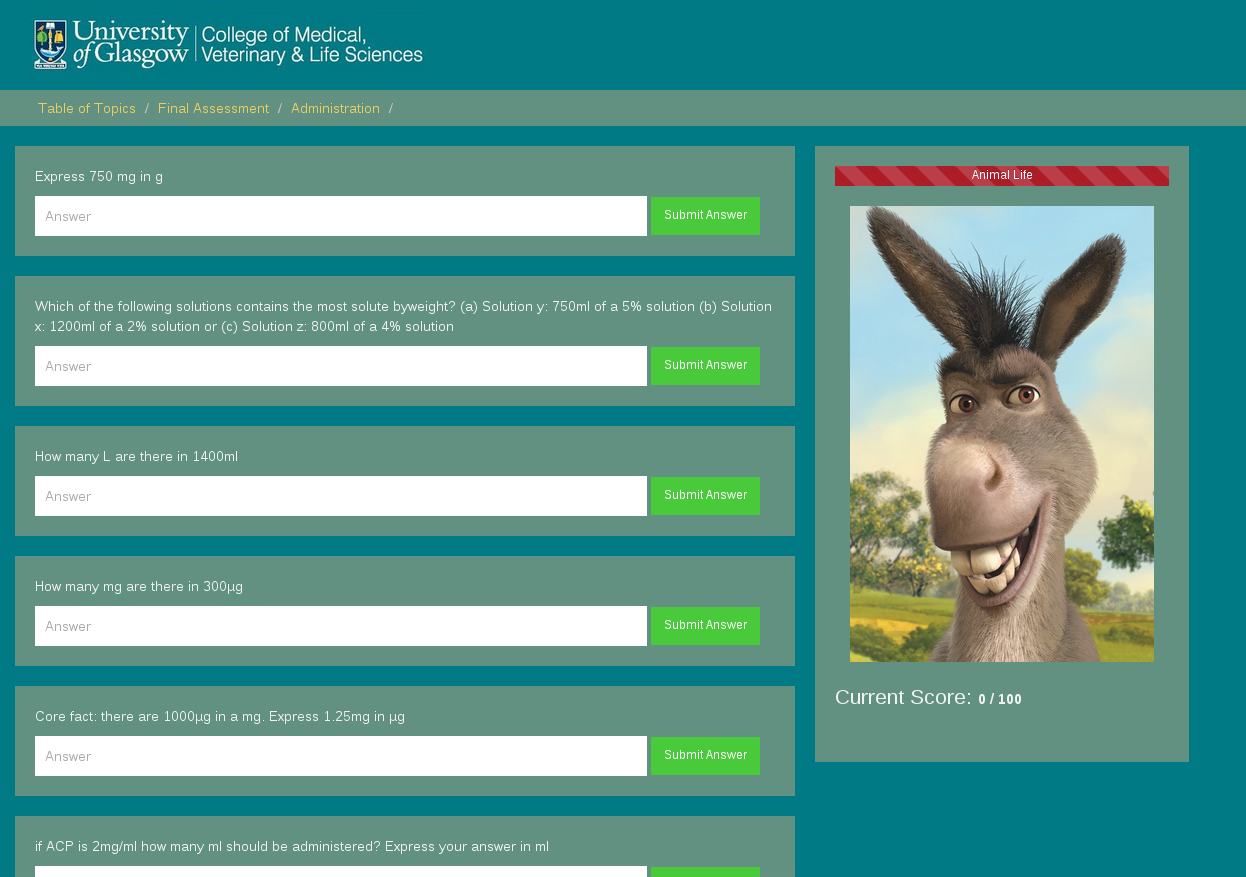 University
of Glasgow
College of Medical,
Veterinary & Life Sciences
Table of Topics / Final Assessment / Administration /
Express 750 mg in g
Answer
Submit Answer
Which of the following solutions contains the most solute byweight? (a) Solution y: 750ml of a 5% solution (b) Solution
x: 1200ml of a 2% solution or (c) Solution z: 800ml of a 4% solution
Answer
Submit Answer
How many L are there in 1400ml
Answer
Submit Answer
How many mg are there in 300µg
Answer
Submit Answer
Core fact: there are 1000µg in a mg. Express 1.25mg in µg
Answer
Submit Answer
if ACP is 2mg/ml how many ml should be administered? Express your answer in ml
Animal Life
Current Score: 0 / 100